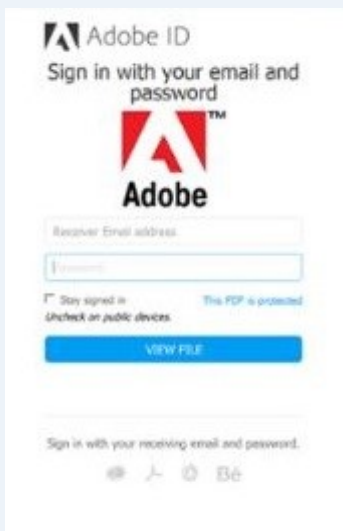 Adobe ID
Sign in with your email and
password
TM
Adobe
Receiver Email address
Password
Stay signed in
This PDF is protected
Uncheck on public devices.
VIEW FILE
Sign in with your receiving email and password.
Bē